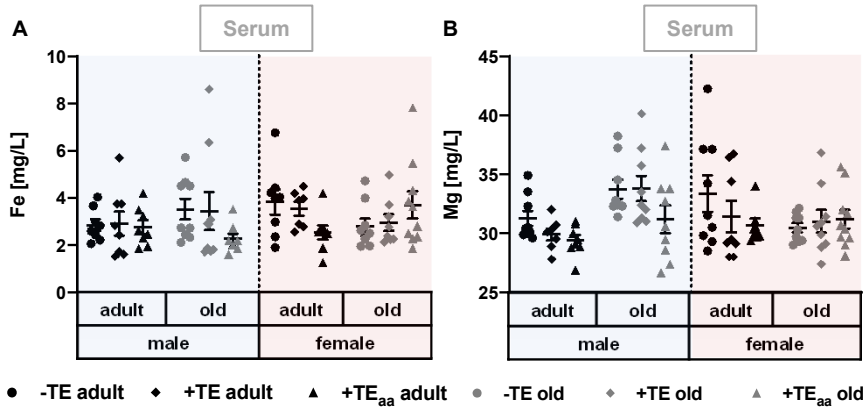 A Serum
Fe [mg/L]
10
8
6
4
2
0
adult old adult old
male female
B Serum
Mg [mg/L]
45
40
35
30
25
adult old adult old
male female
-TE adult +TE adult +TEaa adult -TE old +TE old +TEaa old